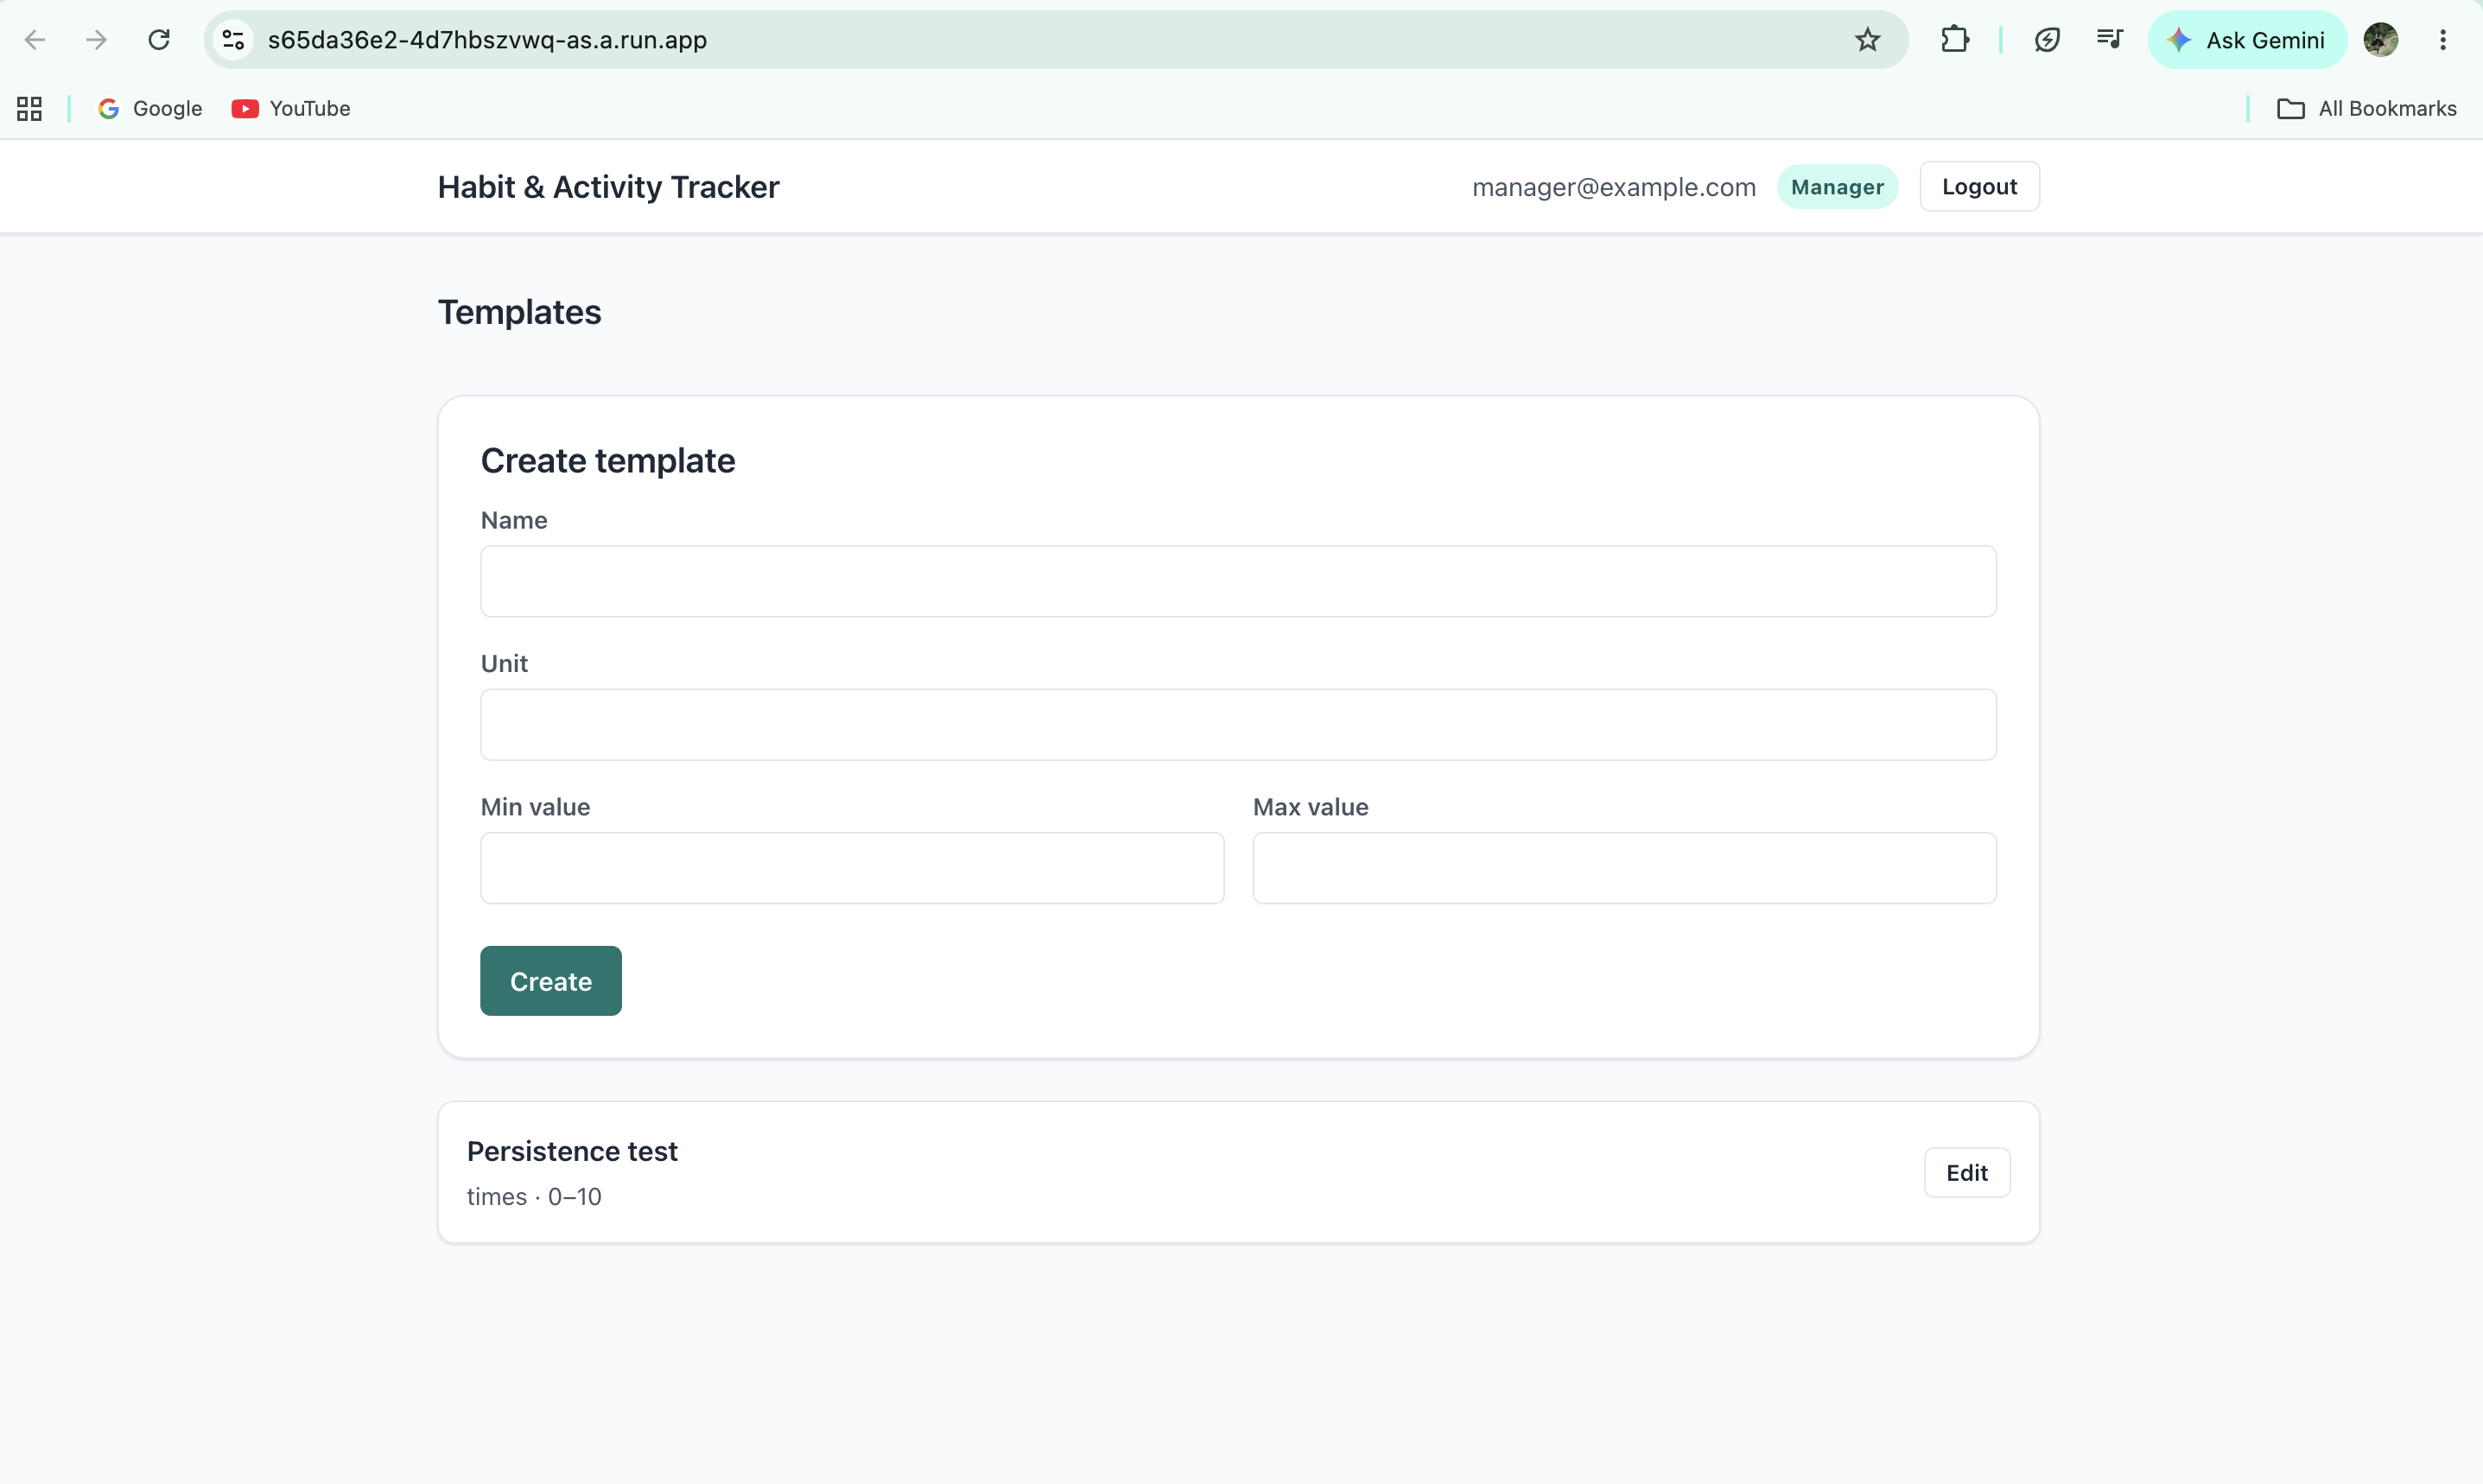 s65da36e2-4d7hbszvwq-as.a.run.app
Ask Gemini
Google
YouTube
All Bookmarks
Habit & Activity Tracker
manager@example.com
Manager
Logout
Templates
Create template
Name
Unit
Min value
Max value
Create
Persistence test
times · 0–10
Edit